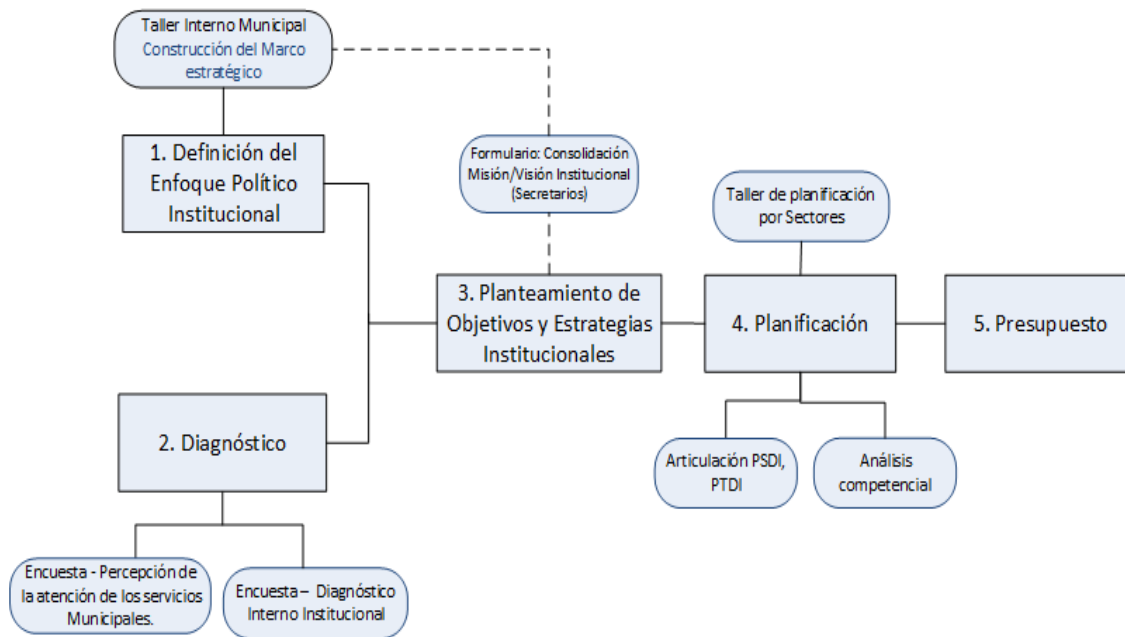 Taller Interno Municipal
Construcción del Marco
estratégico
1. Definición del
Enfoque Político
Institucional
Formulario: Consolidación
Misión/Visión Institucional
(Secretarios)
Taller de planificación
por Sectores
3. Planteamiento de
Objetivos y Estrategias
Institucionales
4. Planificación
5. Presupuesto
2. Diagnóstico
Articulación PSDI,
PTDI
Análisis
competencial
Encuesta - Percepción de
la atención de los servicios
Municipales.
Encuesta – Diagnóstico
Interno Institucional